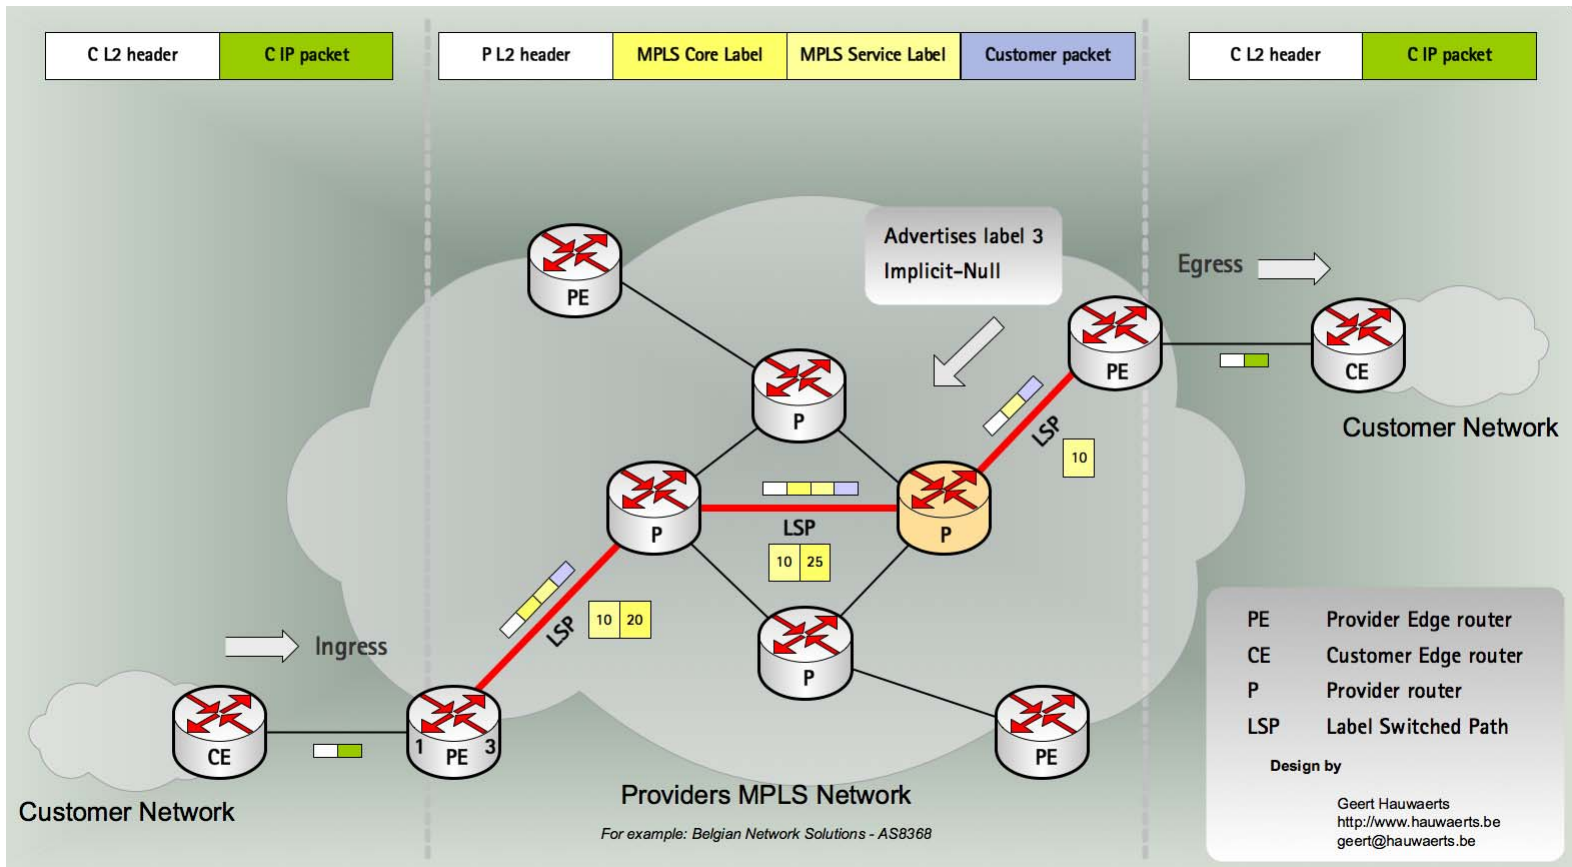 C L2 header
C IP packet
P L2 header
MPLS Core Label
MPLS Service Label
Customer packet
C L2 header
C IP packet
Advertises label 3
Implicit-Null
Egress
PE
P
PE
CE
Customer Network
LSP
10
P
P
LSP
10 25
LSP
10 20
Ingress
P
CE
1 PE 3
PE
Customer Network
Providers MPLS Network
For example: Belgian Network Solutions - AS8368
PE Provider Edge router
CE Customer Edge router
P Provider router
LSP Label Switched Path
Design by
Geert Hauwaerts
http://www.hauwaerts.be
geert@hauwaerts.be